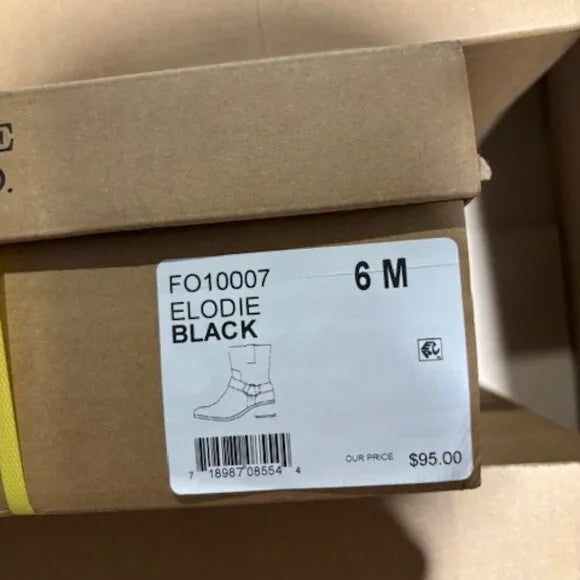 E
O.
FO10007
6 M
ELODIE
BLACK
7 18987 08554 4
OUR PRICE $95.00